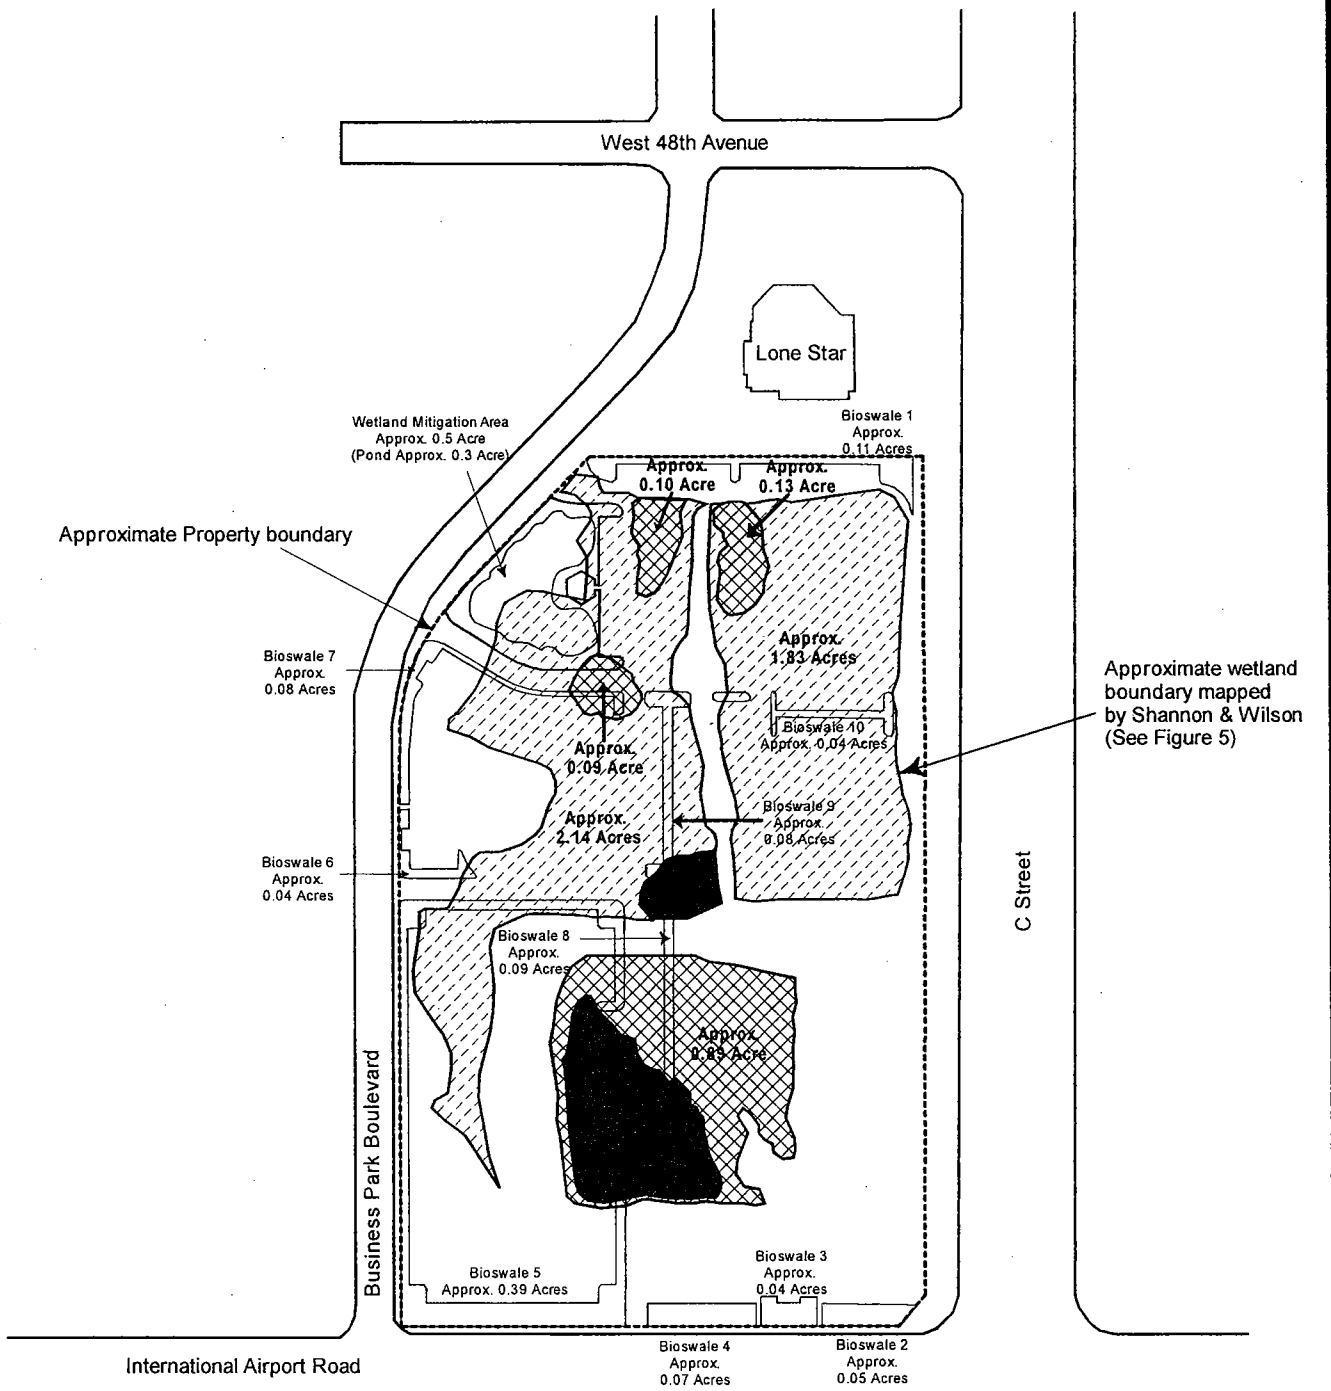 West 48th Avenue
Lone Star
Wetland Mitigation Area
Approx. 0.5 Acre
(Pond Approx. 0.3 Acre)
Bioswale 1
Approx.
0.11 Acres
Approx.
0.10 Acre
Approx.
0.13 Acre
Approximate Property boundary
Approx.
1.83 Acres
Bioswale 7
Approx.
0.08 Acres
Approximate wetland
boundary mapped
by Shannon & Wilson
(See Figure 5)
Bioswale 10
Approx. 0.04 Acres
Approx.
0.09 Acre
Approx.
2.14 Acres
Bioswale 9
Approx.
0.08 Acres
Bioswale 6
Approx.
0.04 Acres
C Street
Bioswale 8
Approx.
0.09 Acres
Approx.
0.89 Acre
Business Park Boulevard
Bioswale 5
Approx. 0.39 Acres
Bioswale 3
Approx.
0.04 Acres
Bioswale 4
Approx.
0.07 Acres
Bioswale 2
Approx.
0.05 Acres
International Airport Road